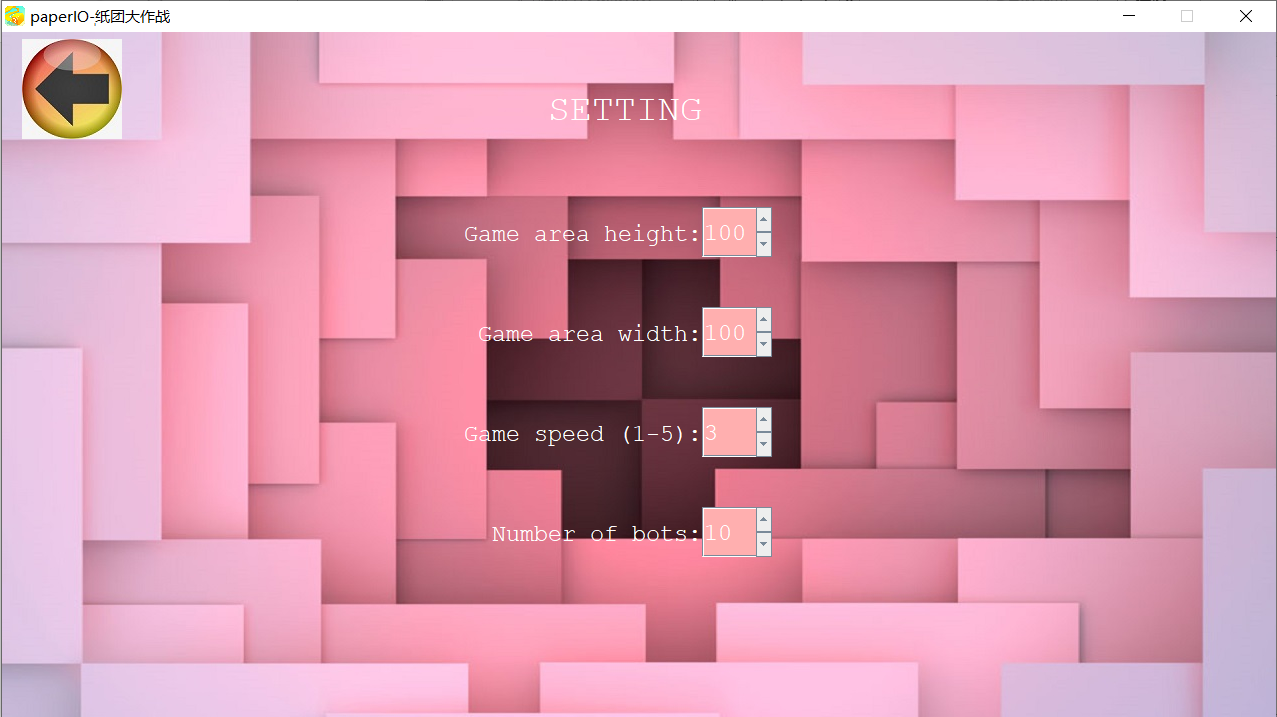 paperIO-纸团大作战
SETTING
Game area height:100
Game area width:100
Game speed (1-5):3
Number of bots:10